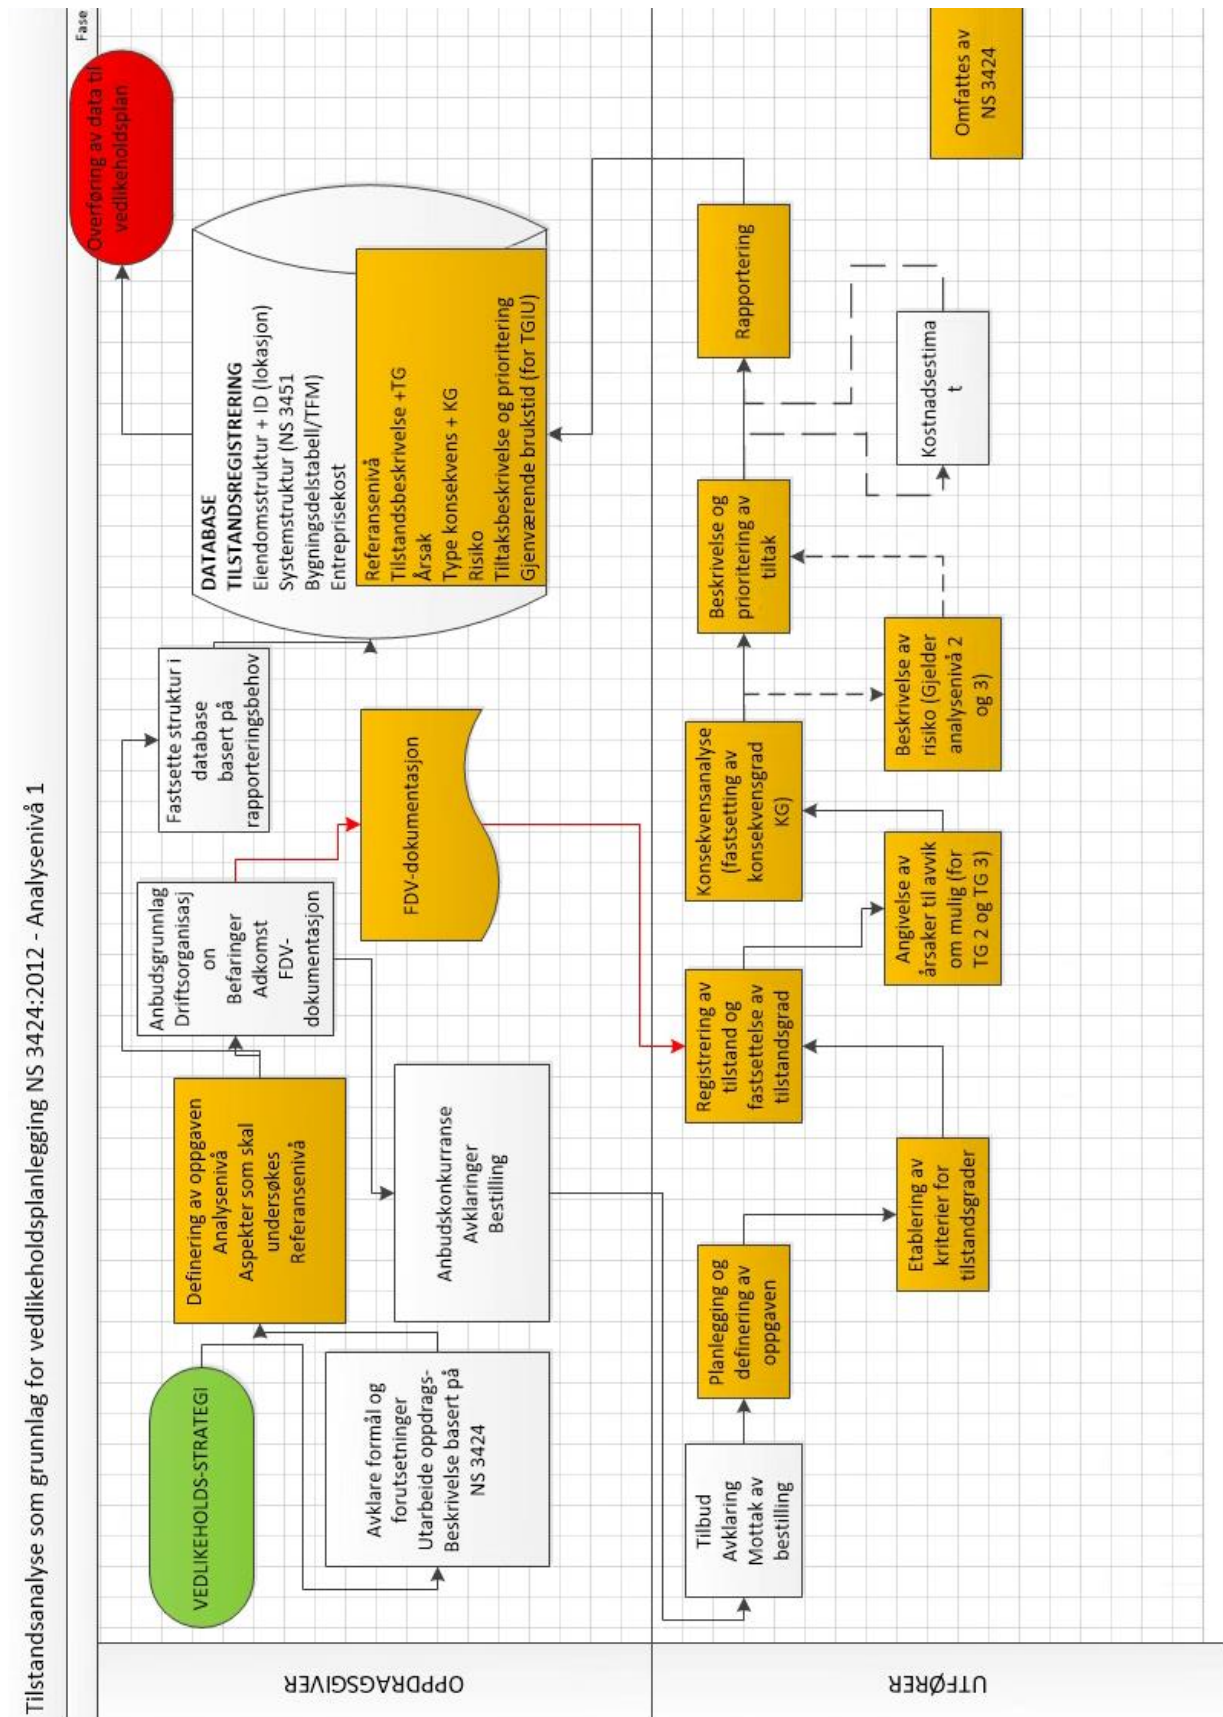 Tilstandsanalyse som grunnlag for vedlikeholdsplanlegging NS 3424:2012 - Analysenivå 1
Fase
OPPDRAGSGIVER
VEDLIKEHOLDS-STRATEGI
Avklare formål og
forutsetninger
Utarbeide oppdrags-
Beskrivelse basert på
NS 3424
Definering av oppgaven
Analysenivå
Aspekter som skal
undersøkes
Referansenivå
Anbudskonkurranse
Avklaringer
Bestilling
Anbudsgrunnlag
Driftsorganisasj
on
Befaringer
Adkomst
FDV-
dokumentasjon
FDV-dokumentasjon
Fastsette struktur i
database
basert på
rapporteringsbehov
DATABASE
TILSTANDSREGISTRERING
Eiendomsstruktur + ID (lokasjon)
Systemstruktur (NS 3451
Bygningsdelstabell/TFM)
Entreprisekost
Referansenivå
Tilstandsbeskrivelse +TG
Årsak
Type konsekvens + KG
Risiko
Tiltaksbeskrivelse og prioritering
Gjenværende brukstid (for TGIU)
Overføring av data til
vedlikeholdsplan
UTFØRER
Tilbud
Avklaring
Mottak av
bestilling
Planlegging og
definering av
oppgaven
Etablering av
kriterier for
tilstandsgrader
Registrering av
tilstand og
fastsettelse av
tilstandsgrad
Angivelse av
årsaker til avvik
om mulig (for
TG 2 og TG 3)
Konsekvensanalyse
(fastsetting av
konsekvensgrad
KG)
Beskrivelse av
risiko (Gjelder
analysenivå 2
og 3)
Beskrivelse og
prioritering av
tiltak
Kostnadsestima
t
Rapportering
Omfattes av
NS 3424